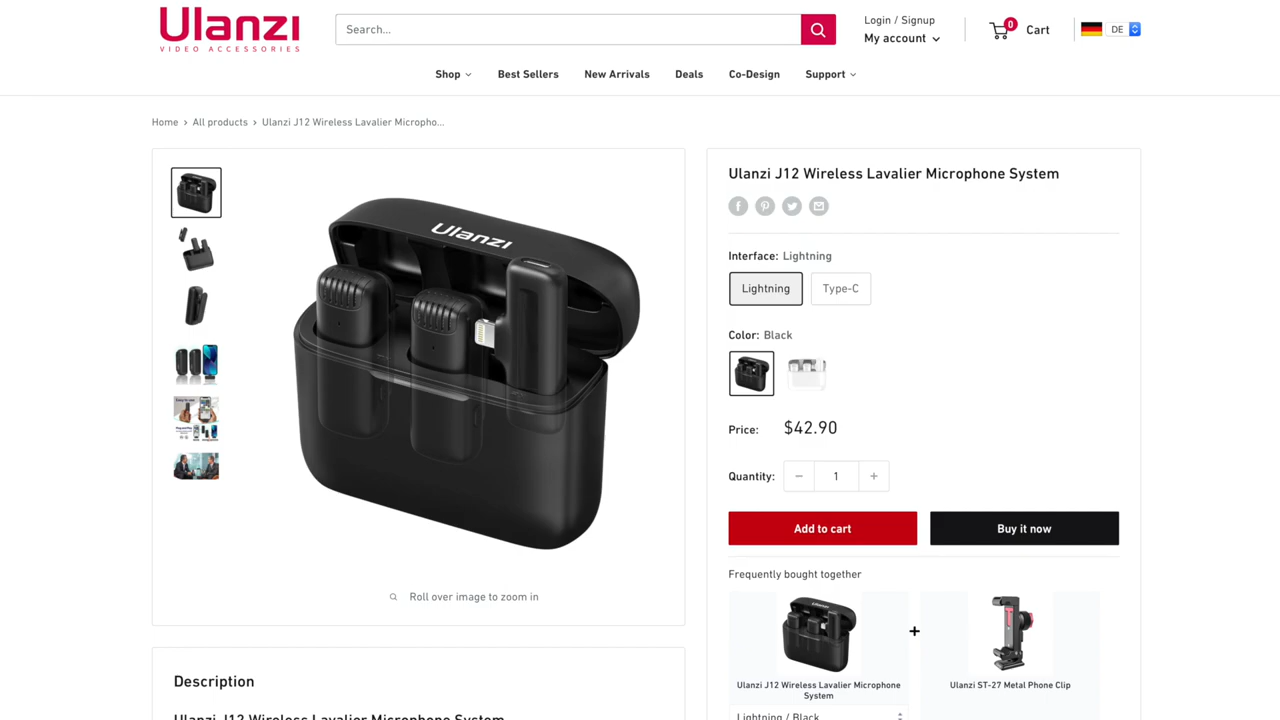 Ulanzi
VIDEO ACCESSORIES
Search...
Login / Signup
My account
0
Cart
DE
Shop
Best Sellers
New Arrivals
Deals
Co-Design
Support
Home › All products › Ulanzi J12 Wireless Lavalier Micropho...
Ulanzi
Roll over image to zoom in
Description
Ulanzi J12 Wireless Lavalier Microphone System
Ulanzi J12 Wireless Lavalier Microphone System
Interface: Lightning
Lightning
Type-C
Color: Black
Price: $42.90
Quantity: − 1 +
Add to cart
Buy it now
Frequently bought together
+
Ulanzi J12 Wireless Lavalier Microphone
System
Lightning / Black
Ulanzi ST-27 Metal Phone Clip